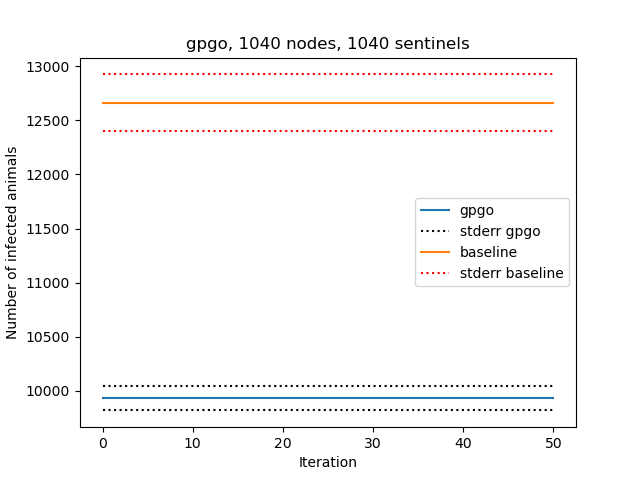 gpgo, 1040 nodes, 1040 sentinels
Number of infected animals
13000
12500
12000
11500
11000
10500
10000
gpgo
stderr gpgo
baseline
stderr baseline
0 10 20 30 40 50
Iteration